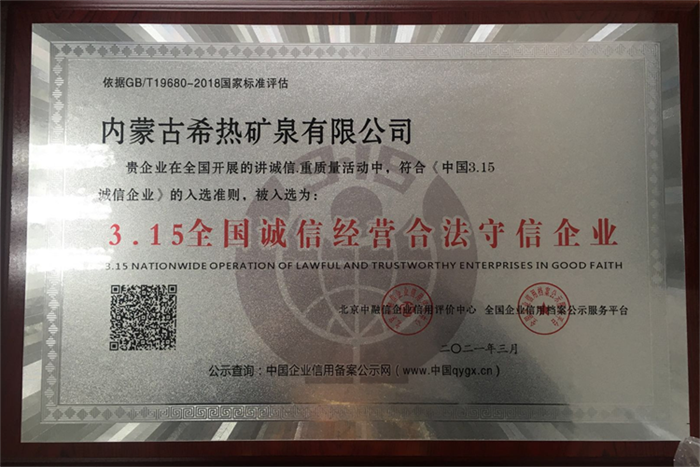 依据GB/T19680-2018国家标准评估
内蒙古希热矿泉有限公司
贵企业在全国开展的讲诚信.重质量活动中，符合《中国3.15
诚信企业》的入选准则，被入选为：
3.15全国诚信经营合法守信企业
3.15 NATIONWIDE OPERATION OF LAWFUL AND TRUSTWORTHY ENTERPRISES IN GOOD FAITH
北京中融信企业信用评价中心 全国企业信用档案公示服务平台
二〇二一年三月
公示查询：中国企业信用备案公示网（www.中国qygx.cn）